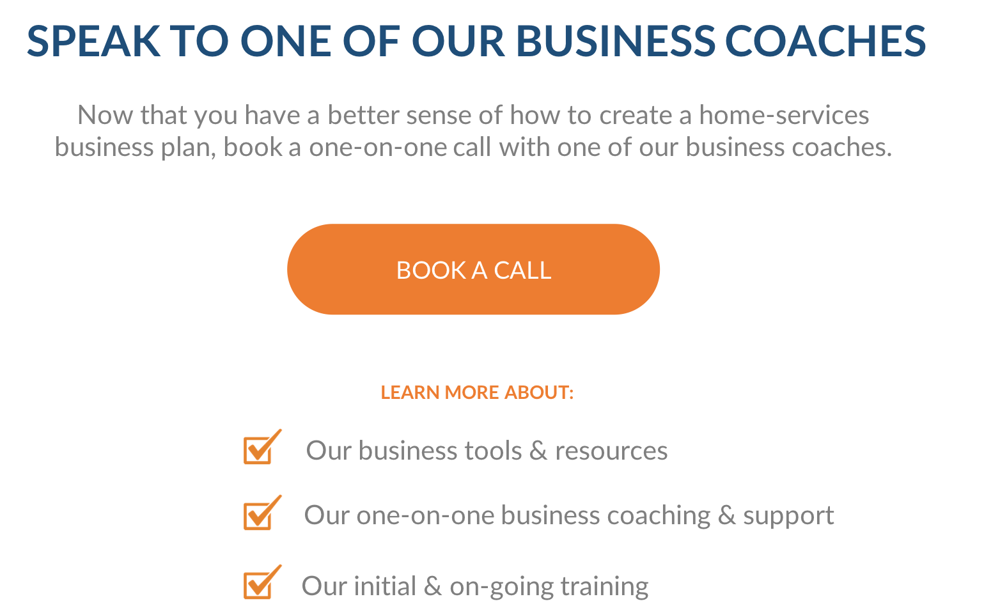 SPEAK TO ONE OF OUR BUSINESS COACHES
Now that you have a better sense of how to create a home-services
business plan, book a one-on-one call with one of our business coaches.
BOOK A CALL
LEARN MORE ABOUT:
Our business tools & resources
Our one-on-one business coaching & support
Our initial & on-going training